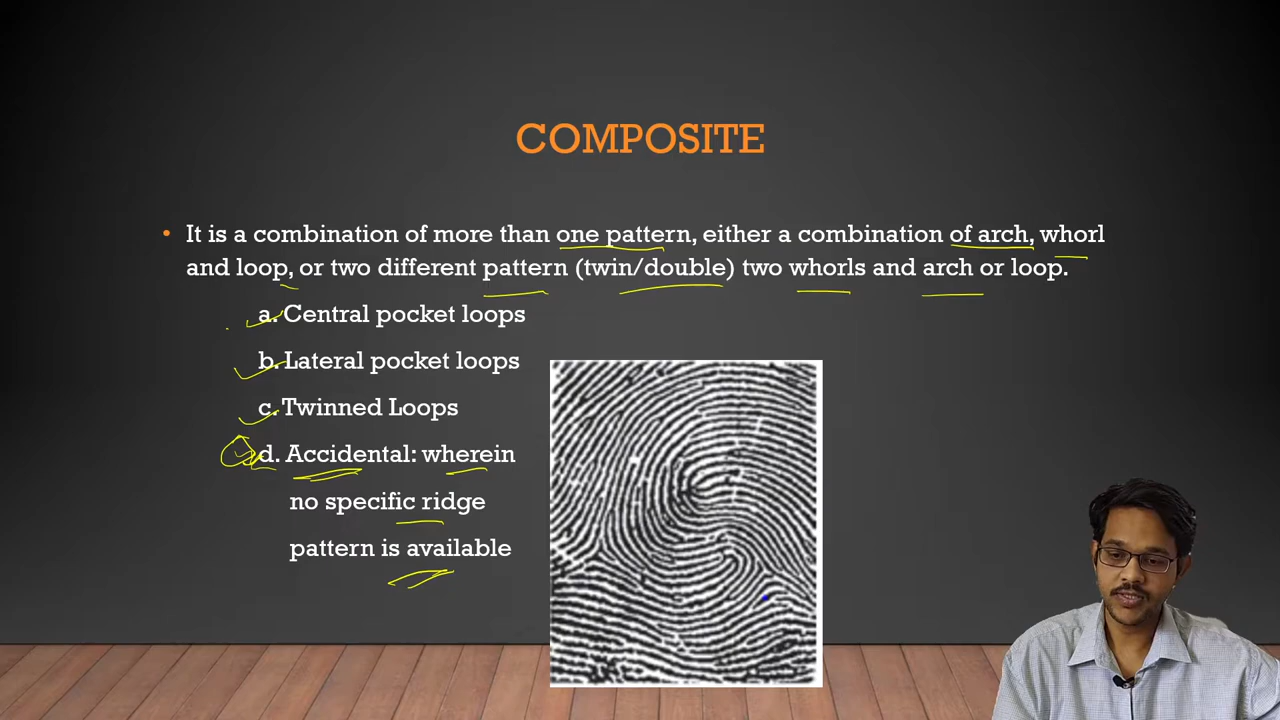 COMPOSITE
• It is a combination of more than one pattern, either a combination of arch, whorl
and loop, or two different pattern (twin/double) two whorls and arch or loop.
a. Central pocket loops
b. Lateral pocket loops
c. Twinned Loops
d. Accidental: wherein
no specific ridge
pattern is available